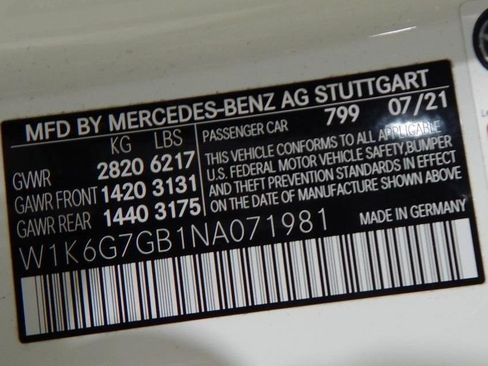 MFD BY MERCEDES-BENZ AG STUTTGART
KG LBS
GVWR 2820 6217
GAWR FRONT 1420 3131
GAWR REAR 1440 3175
PASSENGER CAR 799 07/21
THIS VEHICLE CONFORMS TO ALL APPLICABLE
U.S. FEDERAL MOTOR VEHICLE SAFETY,BUMPER
AND THEFT PREVENTION STANDARDS IN EFFECT
ON THE DATE OF MANUFACTURE SHOWN ABOVE
W1K6G7GB1NA071981
MADE IN GERMANY